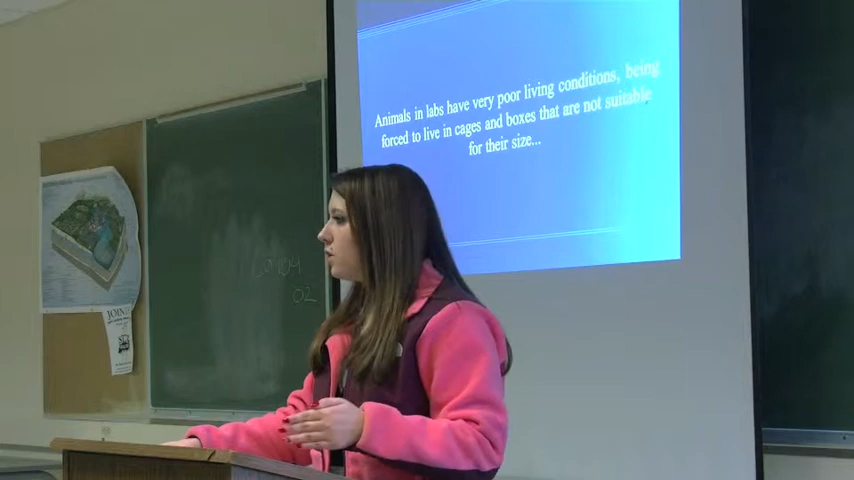 Animals in labs have very poor living conditions, being
forced to live in cages and boxes that are not suitable
for their size...
02
JOIN